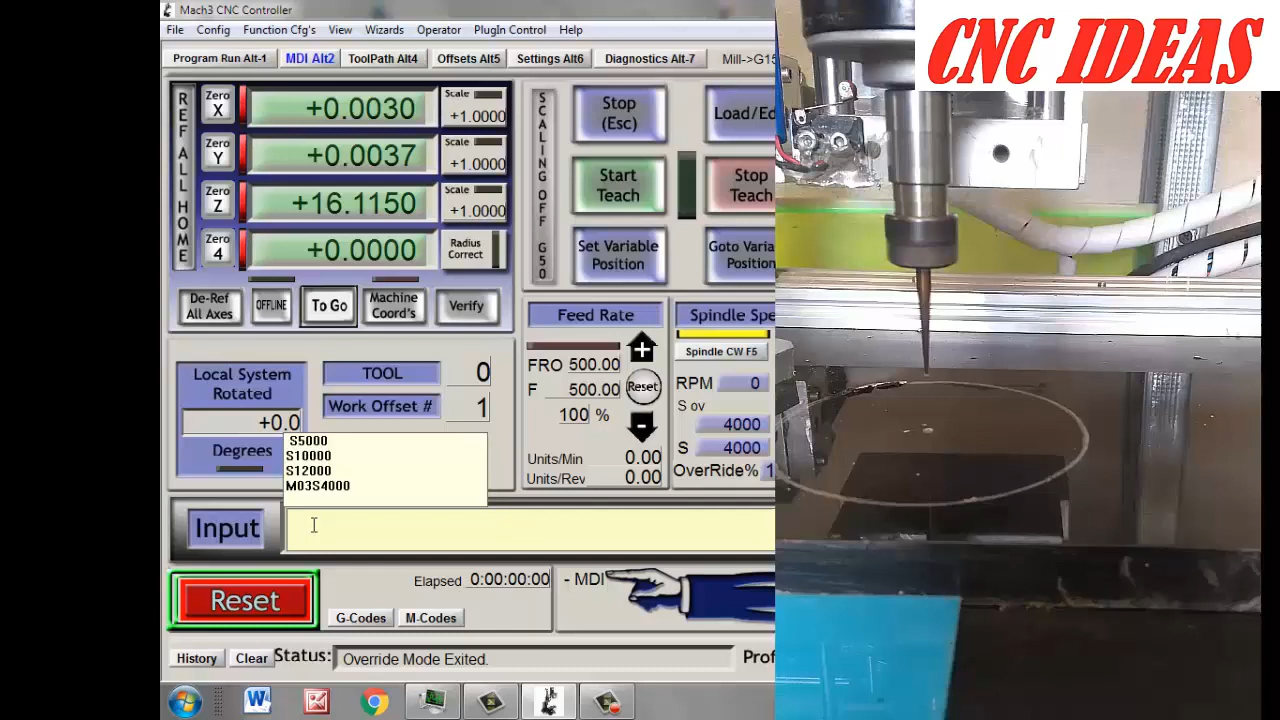 Mach3 CNC Controller
File Config Function Cfg's View Wizards Operator PlugIn Control Help
Program Run Alt-1 MDI Alt2 ToolPath Alt4 Offsets Alt5 Settings Alt6 Diagnostics Alt-7 Mill->G15
CNC IDEAS
REF ALL HOME
Zero X +0.0030 Scale +1.0000
Zero Y +0.0037 Scale +1.0000
Zero Z +16.1150 Scale +1.0000
Zero 4 +0.0000 Radius Correct
De-Ref All Axes OFFLINE To Go Machine Coord's Verify
SCALING OFF G50
Stop (Esc) Load/Ed
Start Teach Stop Teach
Set Variable Position Goto Varia Position
Feed Rate
FRO 500.00
F 500.00 Reset
100 %
Units/Min 0.00
Units/Rev 0.00
Spindle Spe
Spindle CW F5
RPM 0
S ov
4000
S 4000
OverRide% 1
Local System Rotated
+0.0
Degrees
TOOL 0
Work Offset # 1
S5000
S10000
S12000
M03S4000
Input
Reset
Elapsed 0:00:00:00
G-Codes M-Codes
- MDI
History Clear Status: Override Mode Exited. Prof
W